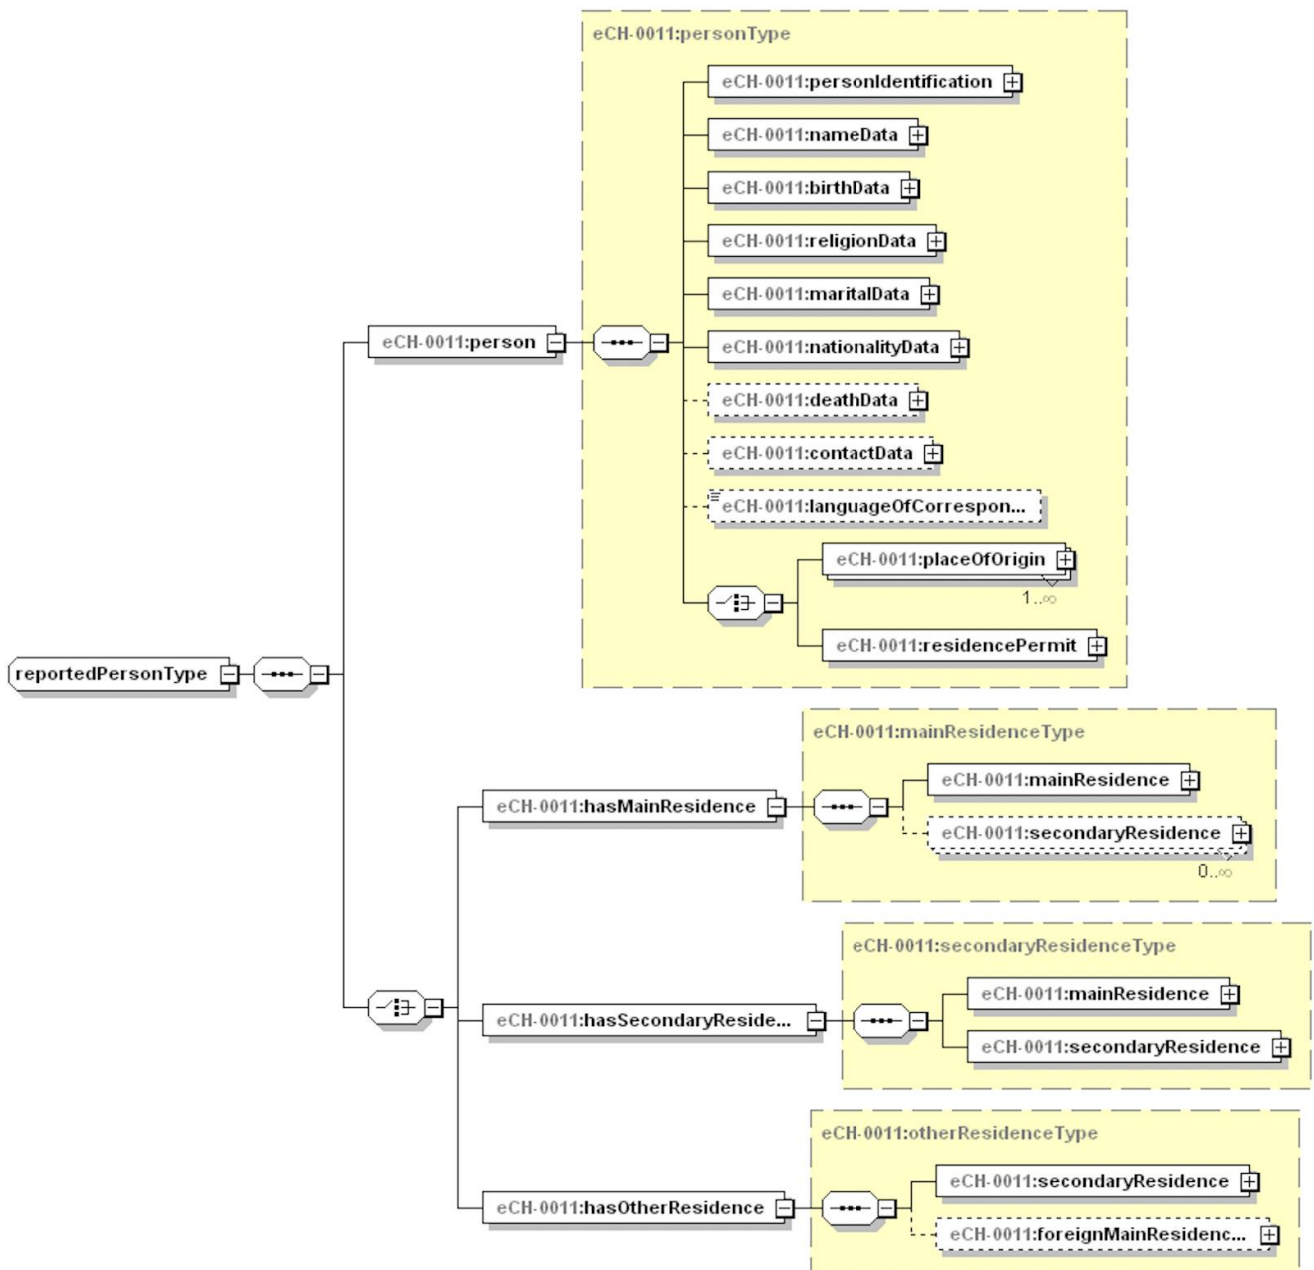 eCH-0011:personType
eCH-0011:personIdentification
eCH-0011:nameData
eCH-0011:birthData
eCH-0011:religionData
eCH-0011:maritalData
eCH-0011:person
eCH-0011:nationalityData
eCH-0011:deathData
eCH-0011:contactData
eCH-0011:languageOfCorrespon...
eCH-0011:placeOfOrigin
1..∞
eCH-0011:residencePermit
reportedPersonType
eCH-0011:mainResidenceType
eCH-0011:mainResidence
eCH-0011:hasMainResidence
eCH-0011:secondaryResidence
0..∞
eCH-0011:secondaryResidenceType
eCH-0011:mainResidence
eCH-0011:hasSecondaryReside...
eCH-0011:secondaryResidence
eCH-0011:otherResidenceType
eCH-0011:secondaryResidence
eCH-0011:hasOtherResidence
eCH-0011:foreignMainResidenc...